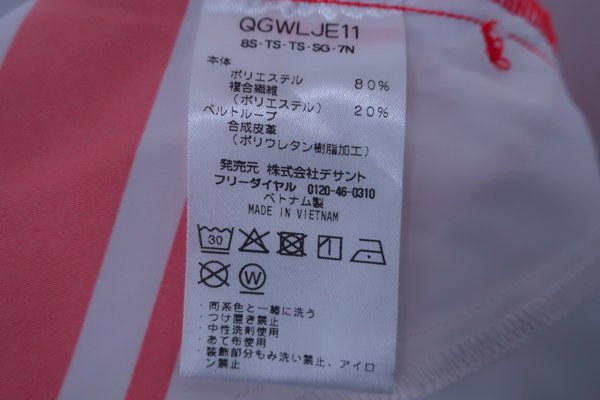 QGWLJE11
8S-TS-TS-SG-7N
本体
ポリエステル 80%
複合繊維
(ポリエステル) 20%
ベルトループ
合成皮革
(ポリウレタン樹脂加工)
発売元 株式会社デサント
フリーダイヤル 0120-46-0310
ベトナム製
MADE IN VIETNAM
30
W
・同系色と一緒に洗う
・つけ置き禁止
・中性洗剤使用
・あて布使用
・装飾部分もみ洗い禁止、アイロ
ン禁止